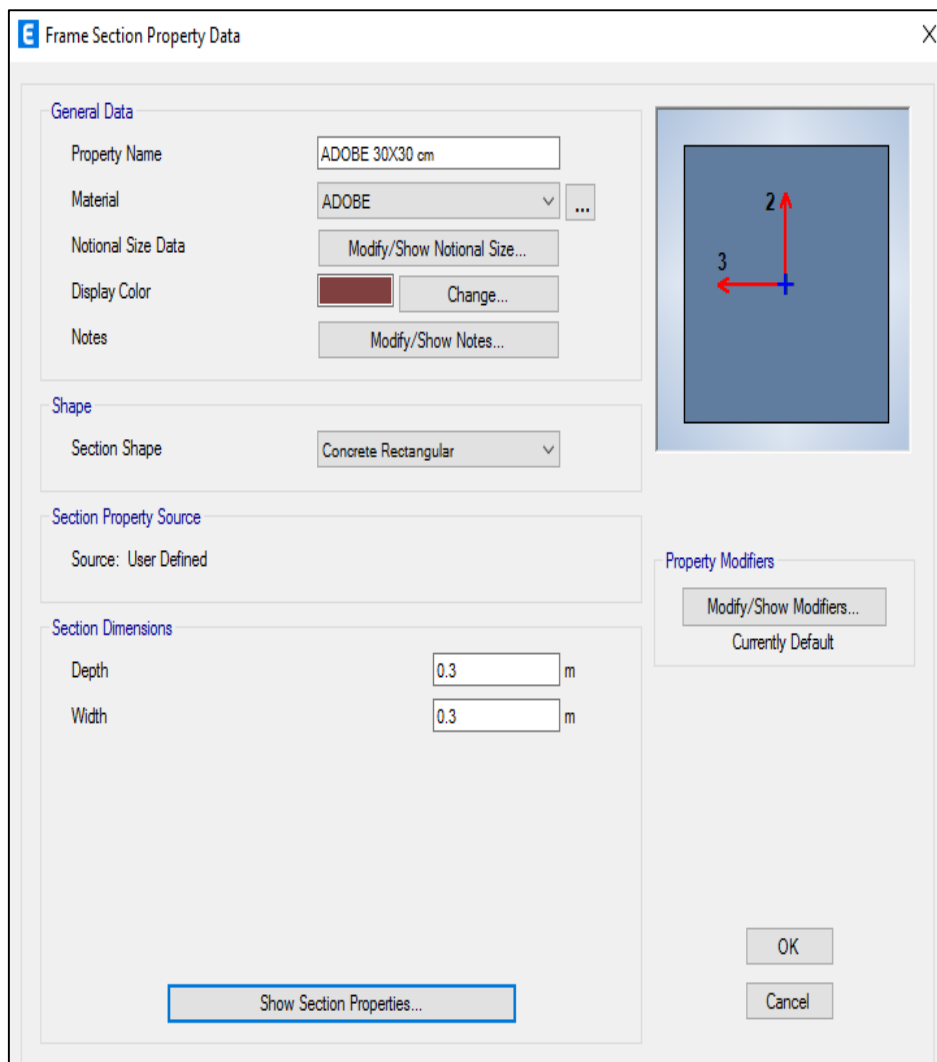 E Frame Section Property Data X
General Data
Property Name ADOBE 30X30 cm
Material ADOBE ...
Notional Size Data Modify/Show Notional Size...
Display Color Change...
Notes Modify/Show Notes...
2
3
Shape
Section Shape Concrete Rectangular
Section Property Source
Source: User Defined
Property Modifiers
Modify/Show Modifiers...
Currently Default
Section Dimensions
Depth 0.3 m
Width 0.3 m
Show Section Properties...
OK
Cancel